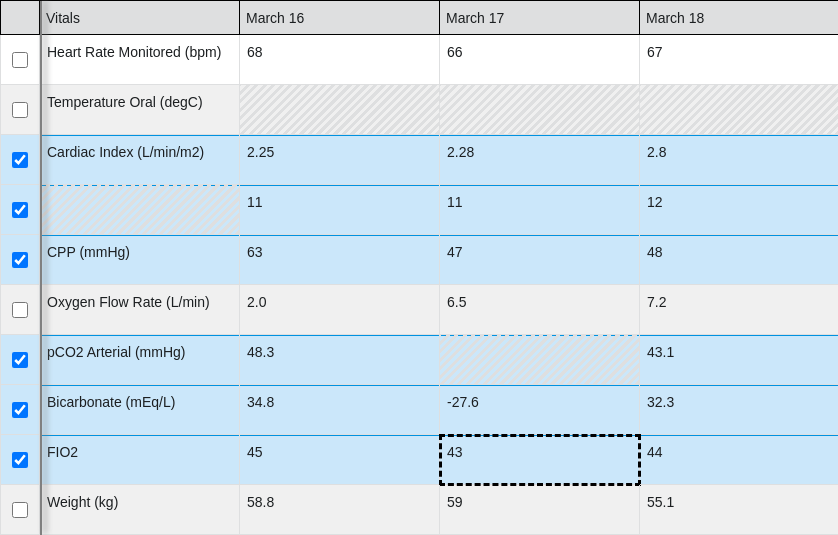 Vitals March 16 March 17 March 18
Heart Rate Monitored (bpm) 68 66 67
Temperature Oral (degC)
Cardiac Index (L/min/m2) 2.25 2.28 2.8
11 11 12
CPP (mmHg) 63 47 48
Oxygen Flow Rate (L/min) 2.0 6.5 7.2
pCO2 Arterial (mmHg) 48.3 43.1
Bicarbonate (mEq/L) 34.8 -27.6 32.3
FIO2 45 43 44
Weight (kg) 58.8 59 55.1